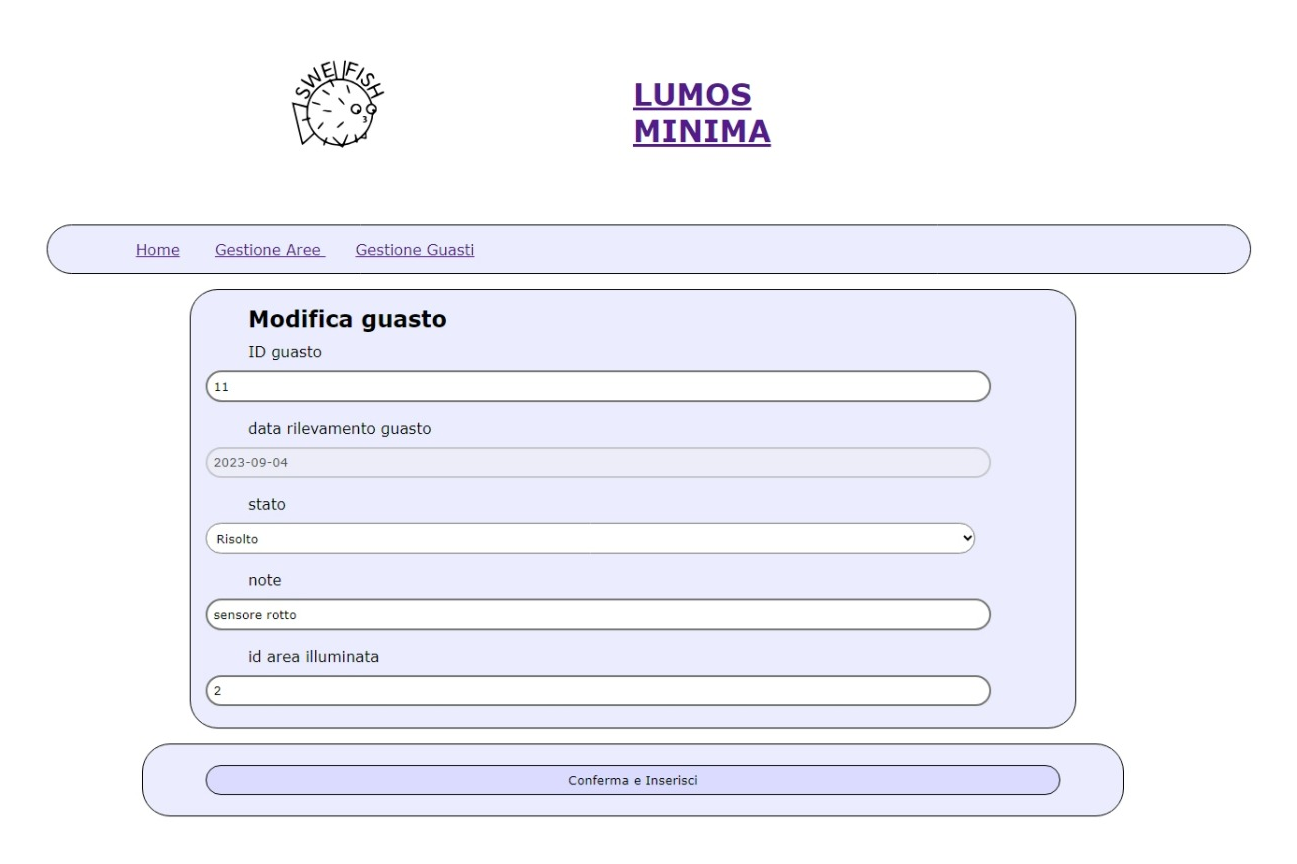 SWELLFISH
LUMOS
MINIMA
Home Gestione Aree Gestione Guasti
Modifica guasto
ID guasto
11
data rilevamento guasto
2023-09-04
stato
Risolto
note
sensore rotto
id area illuminata
2
Conferma e Inserisci